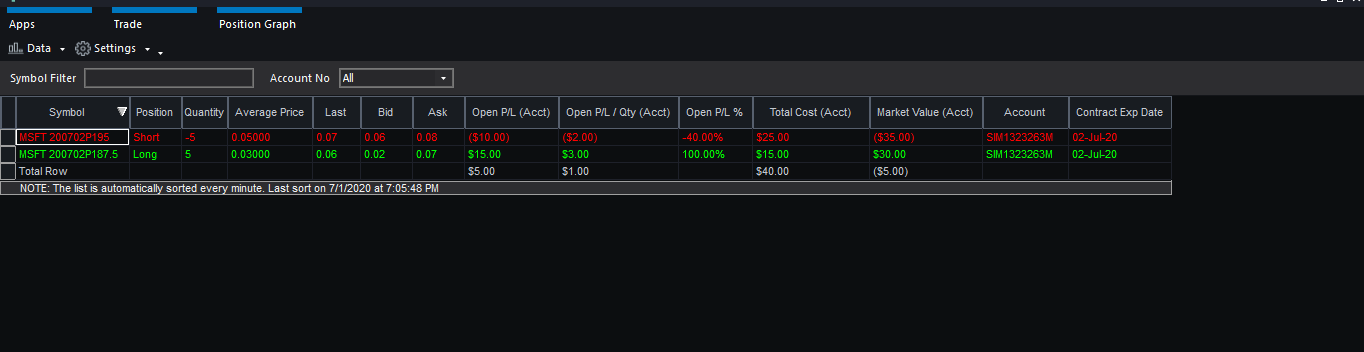 Apps Trade Position Graph
Data Settings
Symbol Filter Account No All
Symbol Position Quantity Average Price Last Bid Ask Open P/L (Acct) Open P/L / Qty (Acct) Open P/L % Total Cost (Acct) Market Value (Acct) Account Contract Exp Date
MSFT 200702P195 Short -5 0.05000 0.07 0.06 0.08 ($10.00) ($2.00) -40.00% $25.00 ($35.00) SIM1323263M 02-Jul-20
MSFT 200702P187.5 Long 5 0.03000 0.06 0.02 0.07 $15.00 $3.00 100.00% $15.00 $30.00 SIM1323263M 02-Jul-20
Total Row $5.00 $1.00 $40.00 ($5.00)
NOTE: The list is automatically sorted every minute. Last sort on 7/1/2020 at 7:05:48 PM